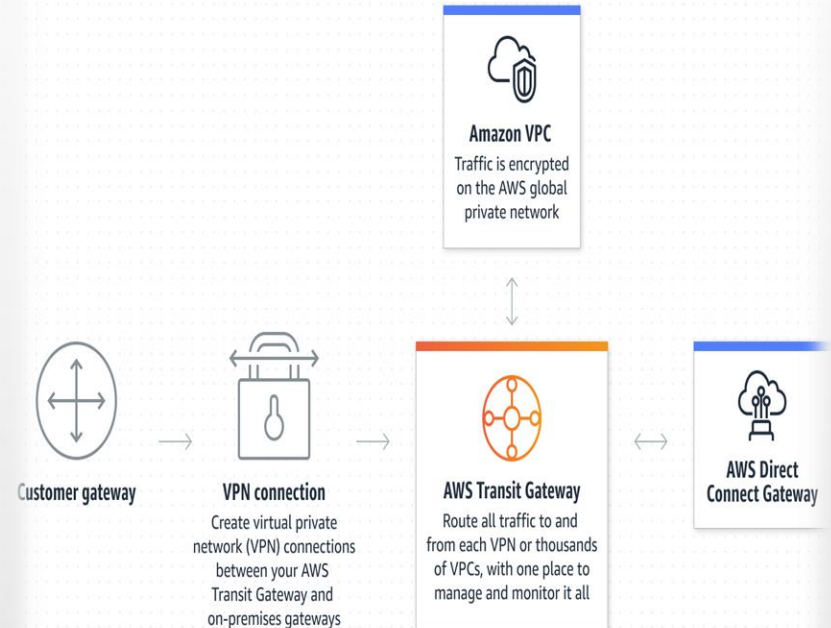 Amazon VPC
Traffic is encrypted
on the AWS global
private network
Customer gateway
VPN connection
Create virtual private
network (VPN) connections
between your AWS
Transit Gateway and
on-premises gateways
AWS Transit Gateway
Route all traffic to and
from each VPN or thousands
of VPCs, with one place to
manage and monitor it all
AWS Direct
Connect Gateway